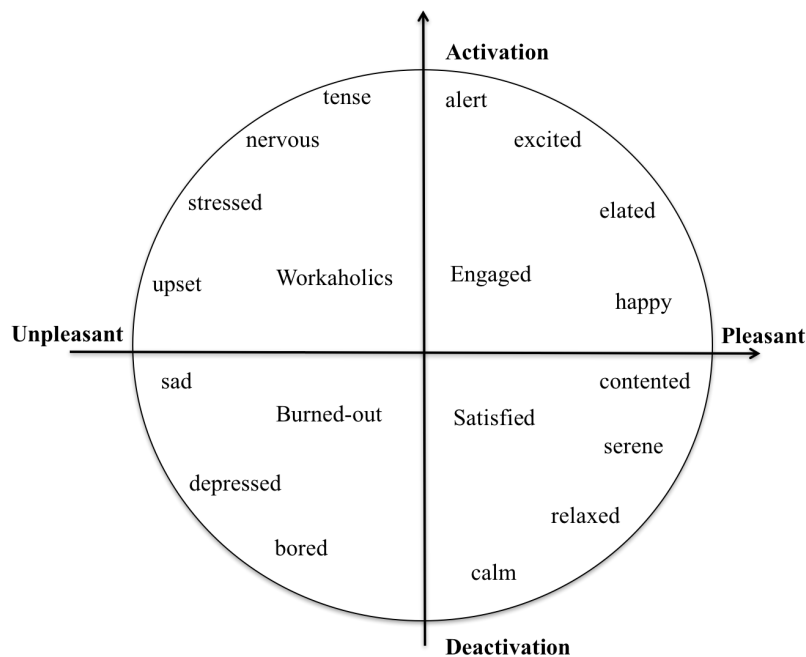 Activation
tense
alert
nervous
excited
stressed
elated
Workaholics
Engaged
upset
happy
Unpleasant
Pleasant
sad
contented
Burned-out
Satisfied
serene
depressed
relaxed
bored
calm
Deactivation